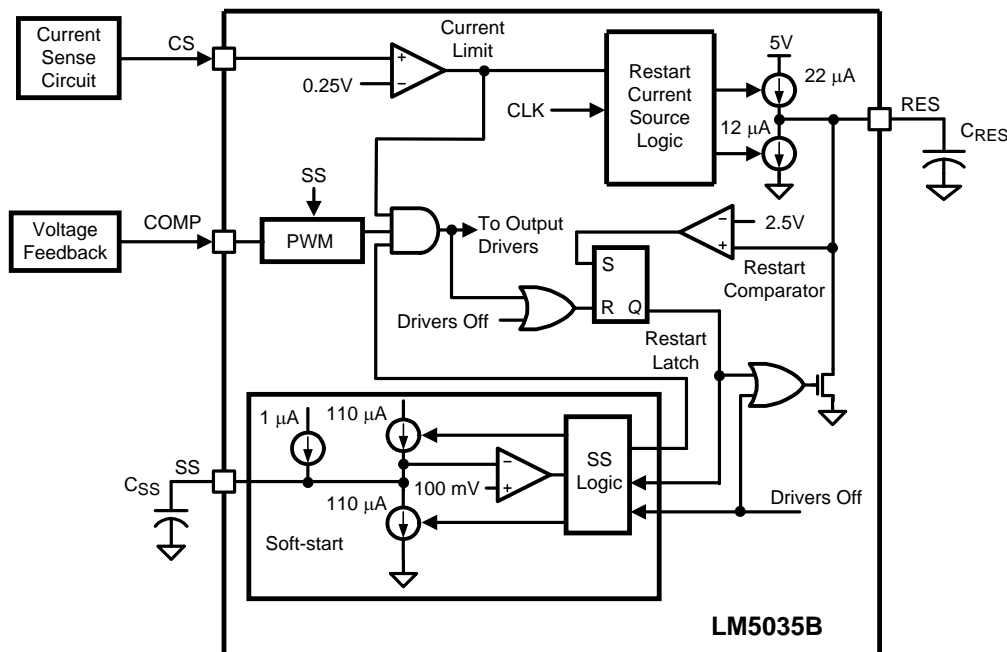 Current
Sense
Circuit
CS
0.25V
+
−
Current
Limit
CLK
Restart
Current
Source
Logic
5V
22 µA
12 µA
RES
CRES
Voltage
Feedback
COMP
SS
PWM
To Output
Drivers
−
+
2.5V
Restart
Comparator
S
R Q
Drivers Off
Restart
Latch
1 µA
110 µA
SS
CSS
−
+
100 mV
110 µA
SS
Logic
Drivers Off
Soft-start
LM5035B